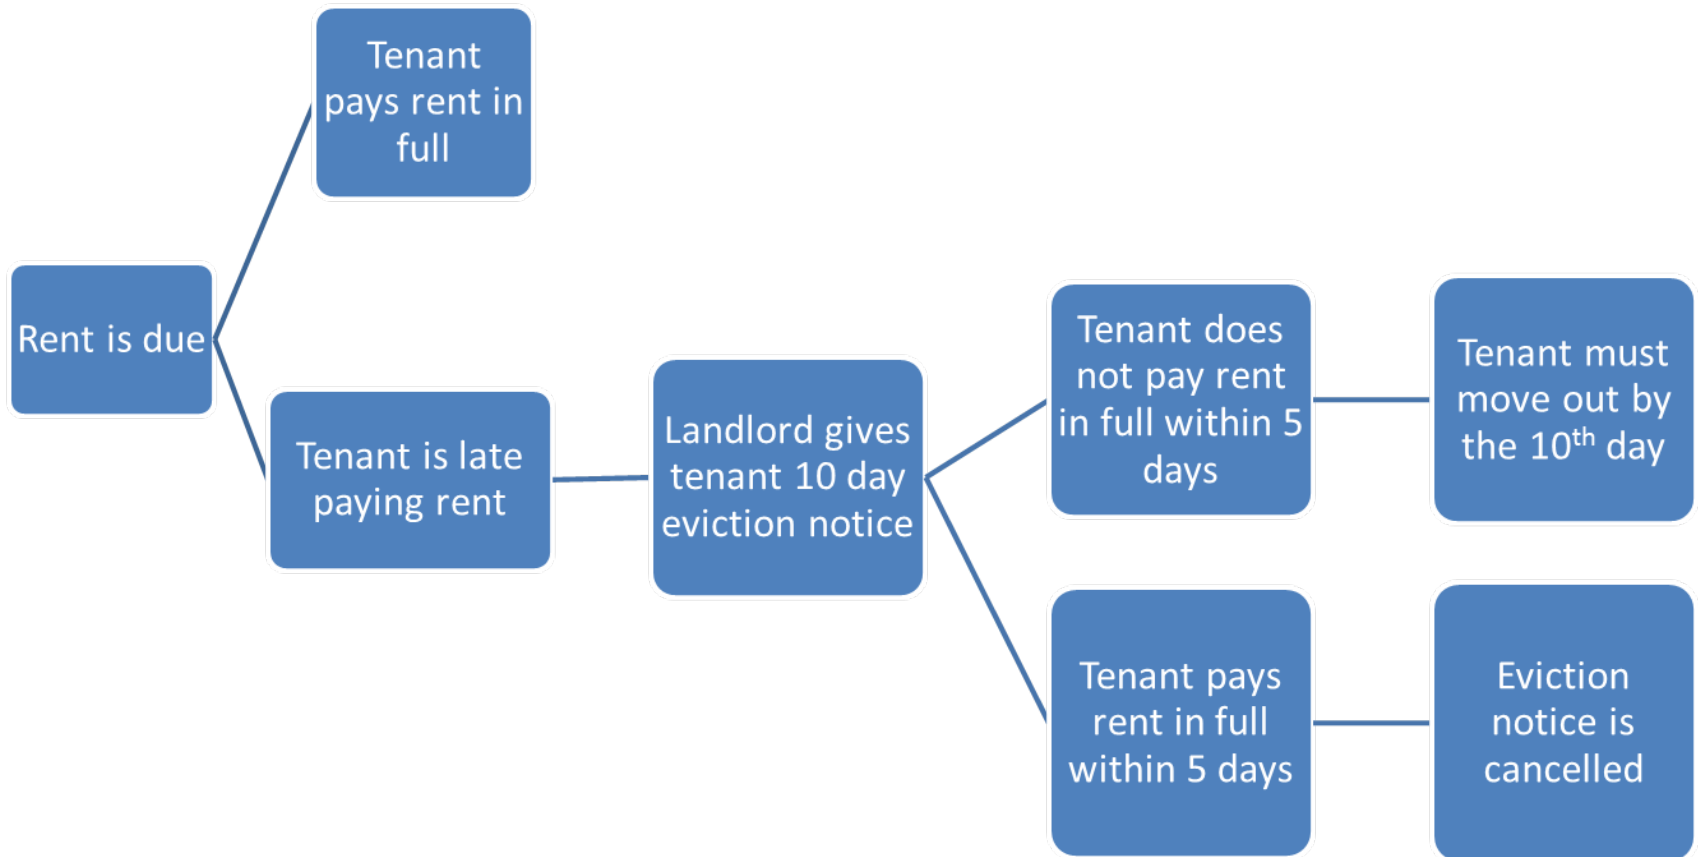 Tenant
pays rent in
full
Rent is due
Tenant is late
paying rent
Landlord gives
tenant 10 day
eviction notice
Tenant does
not pay rent
in full within 5
days
Tenant must
move out by
the 10th day
Tenant pays
rent in full
within 5 days
Eviction
notice is
cancelled